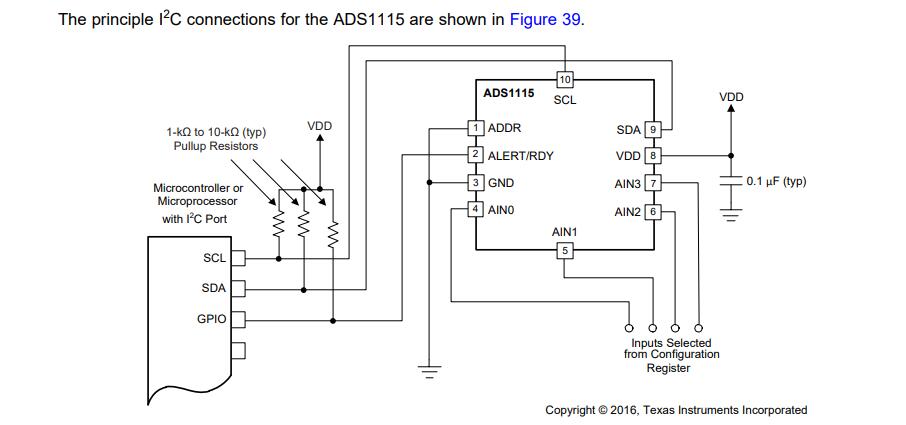 The principle I²C connections for the ADS1115 are shown in Figure 39.
10
ADS1115
SCL
VDD
1-kΩ to 10-kΩ (typ)
Pullup Resistors
VDD
1 ADDR
SDA 9
2 ALERT/RDY
VDD 8
3 GND
AIN3 7
0.1 µF (typ)
4 AIN0
AIN2 6
AIN1
5
Microcontroller or
Microprocessor
with I²C Port
SCL
SDA
GPIO
Inputs Selected
from Configuration
Register
Copyright © 2016, Texas Instruments Incorporated